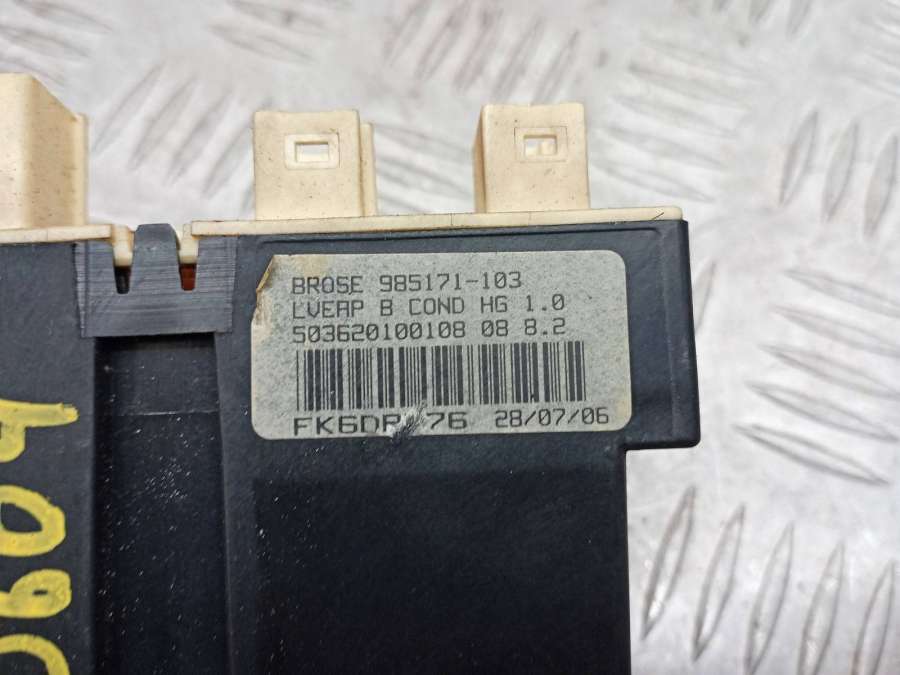 BROSE 985171-103
LVEAP B COND HG 1.0
503620100108 08 8.2
28/07/06